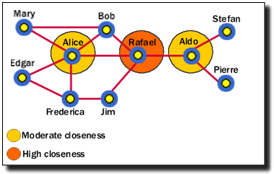 Mary
Bob
Stefan
Alice
Rafael
Aldo
Edgar
Pierre
Frederica
Jim
Moderate closeness
High closeness